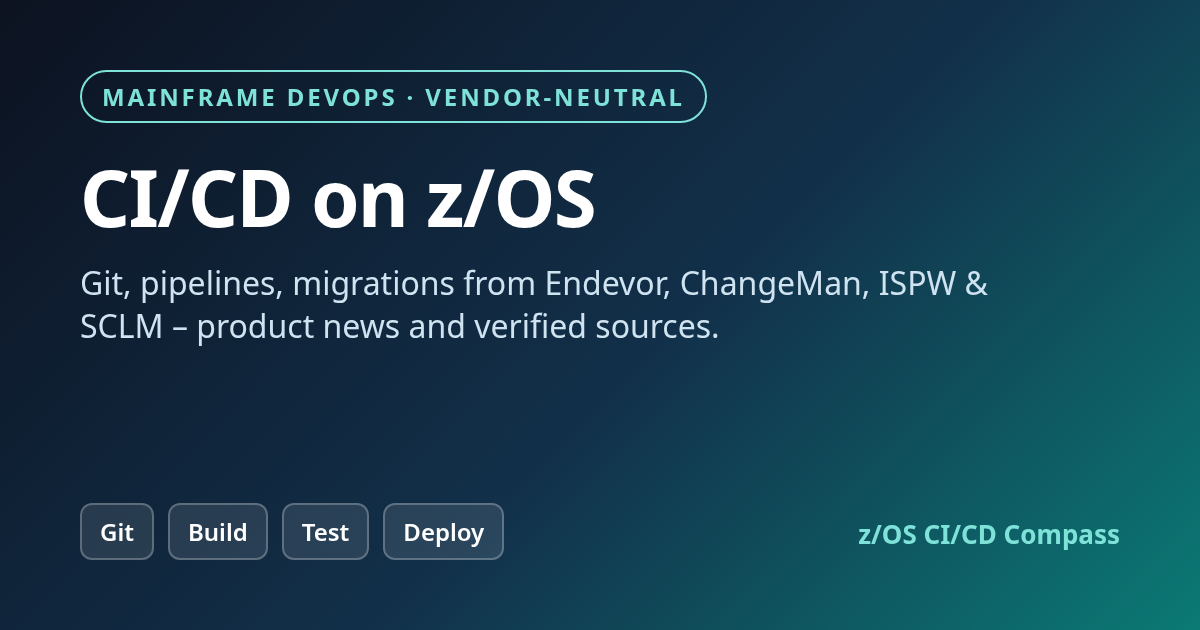 MAINFRAME DEVOPS · VENDOR-NEUTRAL
CI/CD on z/OS
Git, pipelines, migrations from Endevor, ChangeMan, ISPW &
SCLM – product news and verified sources.
Git
Build
Test
Deploy
z/OS CI/CD Compass